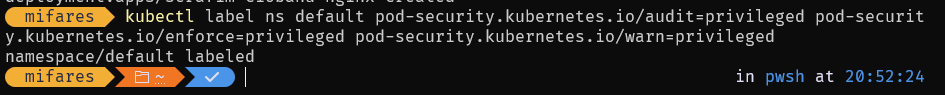 mifares kubectl label ns default pod-security.kubernetes.io/audit=privileged pod-securit
y.kubernetes.io/enforce=privileged pod-security.kubernetes.io/warn=privileged
namespace/default labeled
mifares ~ ✓ in pwsh at 20:52:24